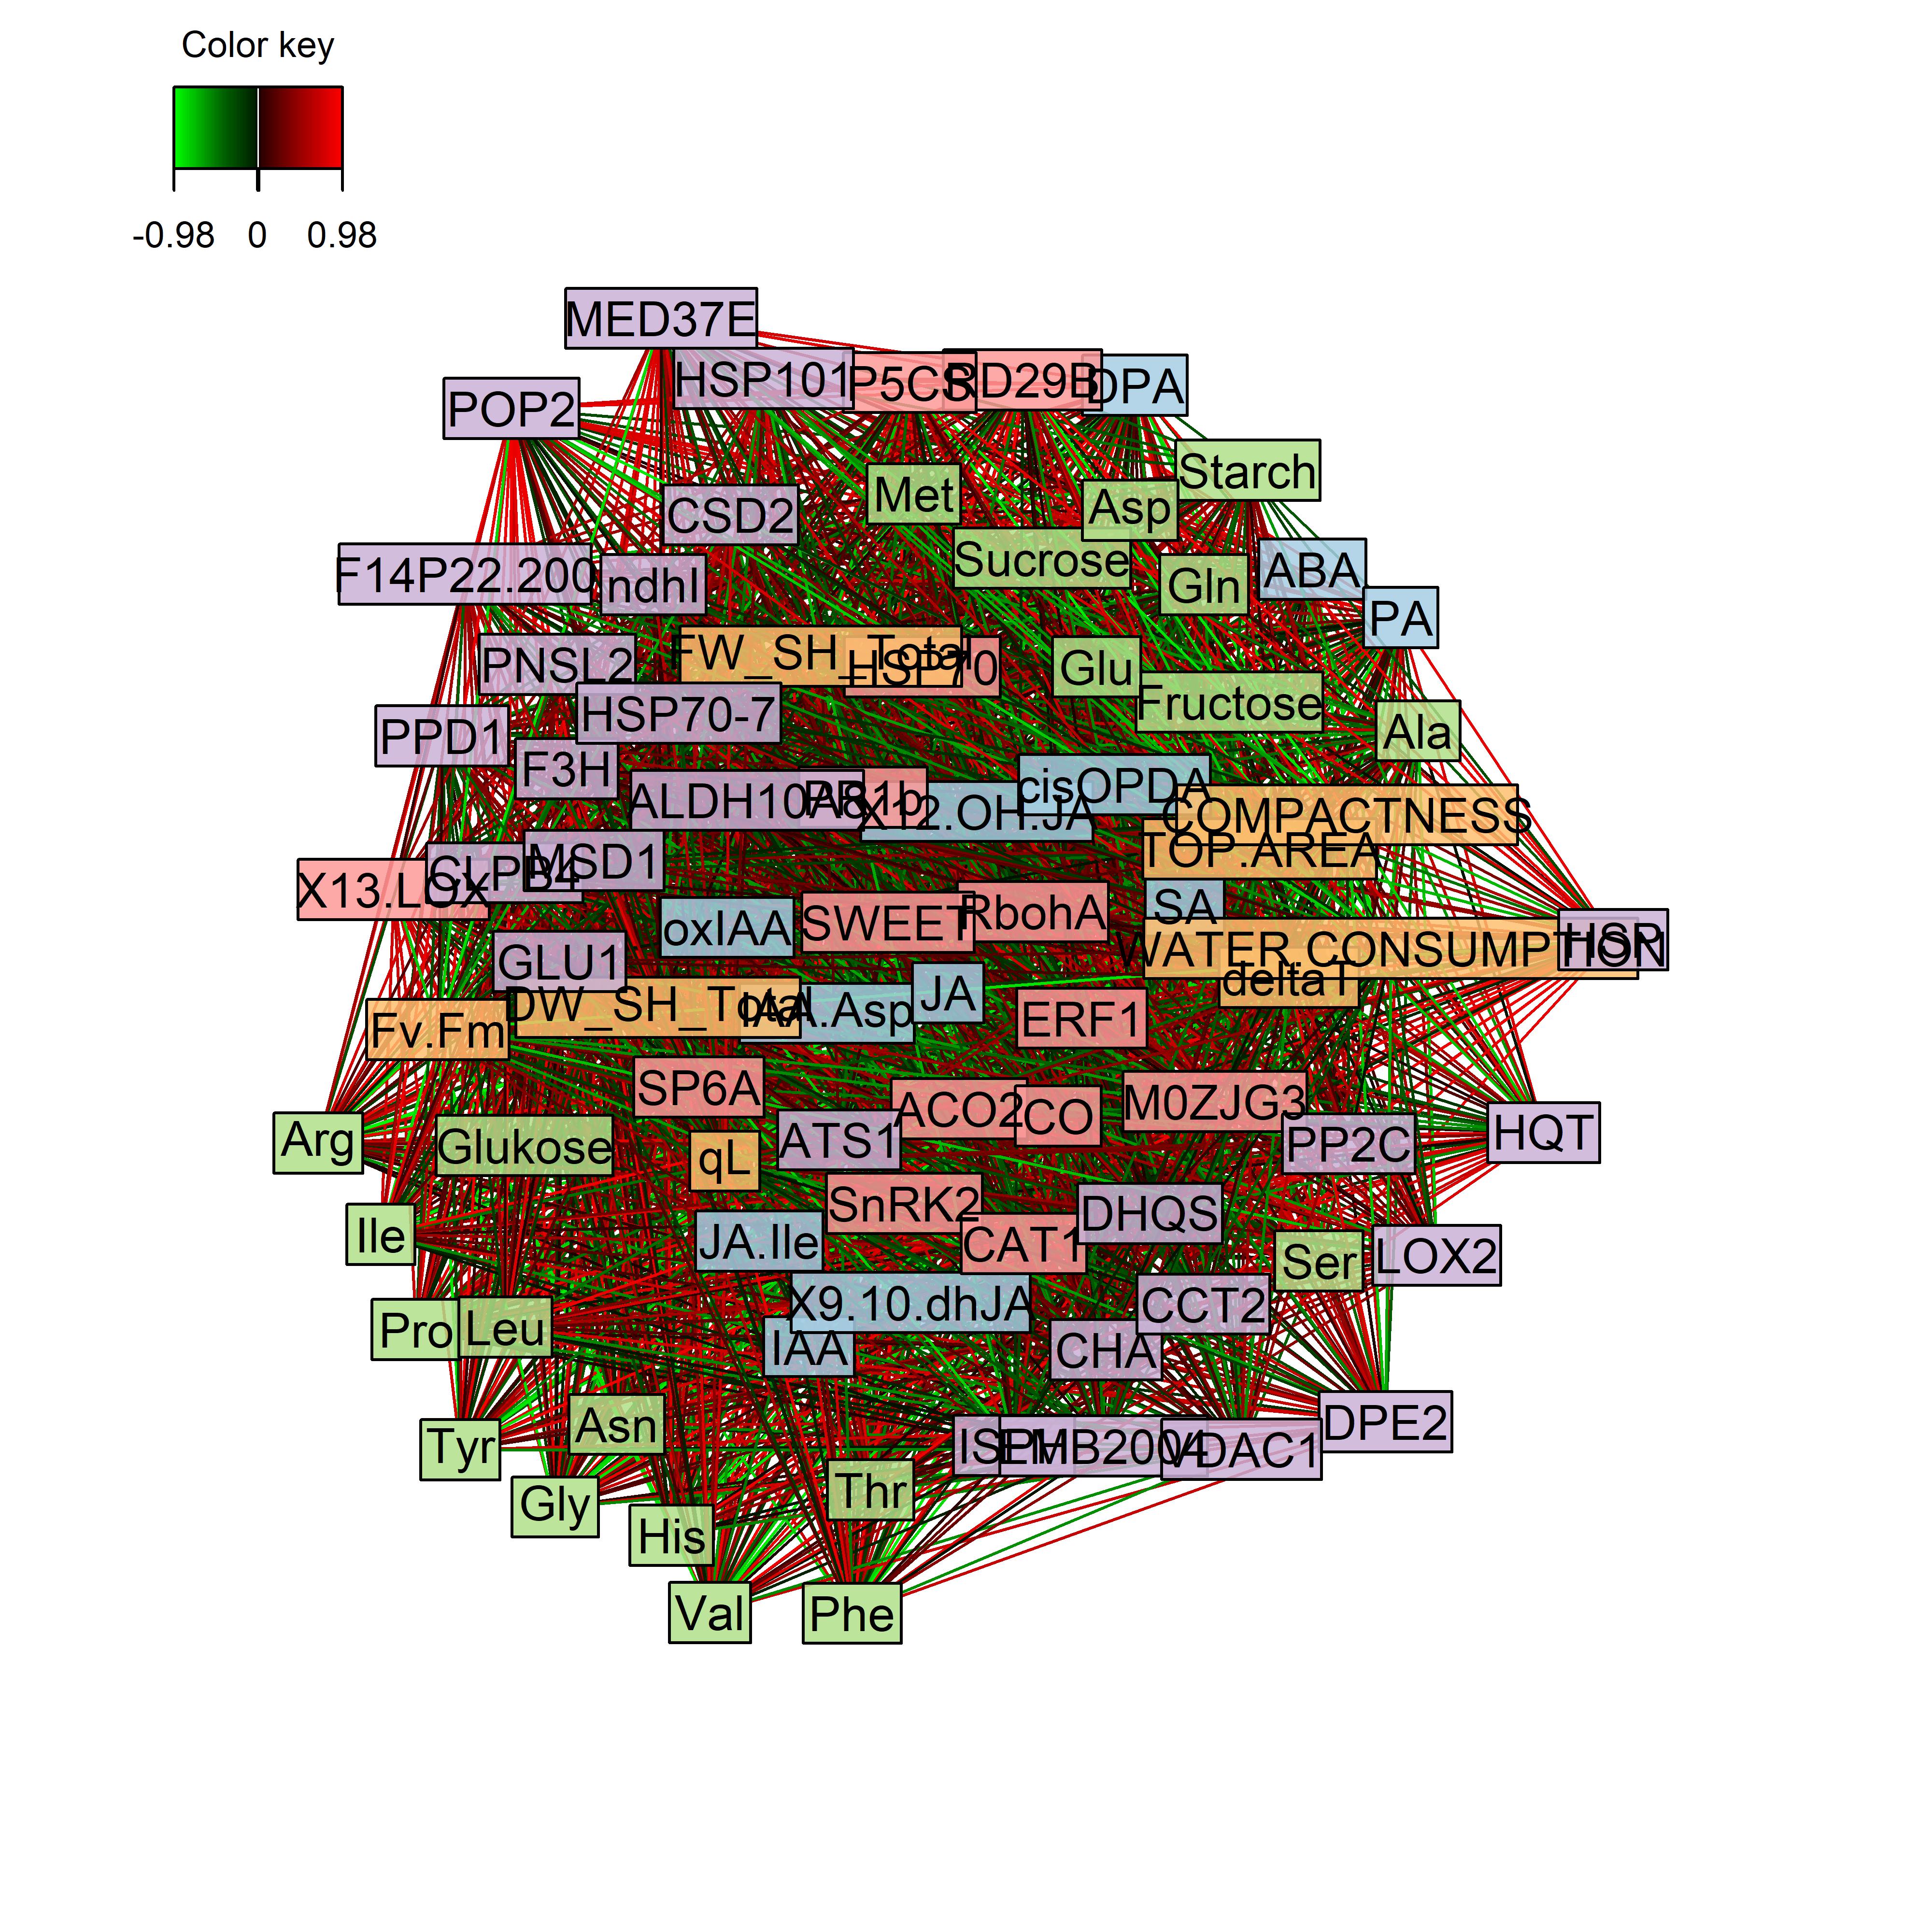 Color key
-0.98 0 0.98
MED37E
HSP101
P5CS
RD29B
DPA
POP2
Starch
Met
Asp
CSD2
Sucrose
ABA
F14P22.200
ndhI
Gln
PA
FW_SH_Total
HSP70
PNSL2
Glu
Fructose
HSP70-7
PPD1
Ala
F3H
cisOPDA
ALDH10A8
PR1b
X12.OH.JA
COMPACTNESS
TOP.AREA
MSD1
CLPB4
X13.LOX
SA
RbohA
SWEET
oxIAA
HSP
WATER.CONSUMPTION
GLU1
deltaT
JA
DW_SH_Total
IAA.Asp
ERF1
Fv.Fm
SP6A
M0ZJG3
ACO2
CO
HQT
Arg
Glukose
ATS1
PP2C
qL
SnRK2
DHQS
Ile
JA.Ile
CAT1
LOX2
Ser
X9.10.dhJA
CCT2
Pro
Leu
IAA
CHA
DPE2
Asn
Tyr
EMB2004
VDAC1
Thr
Gly
His
Val
Phe